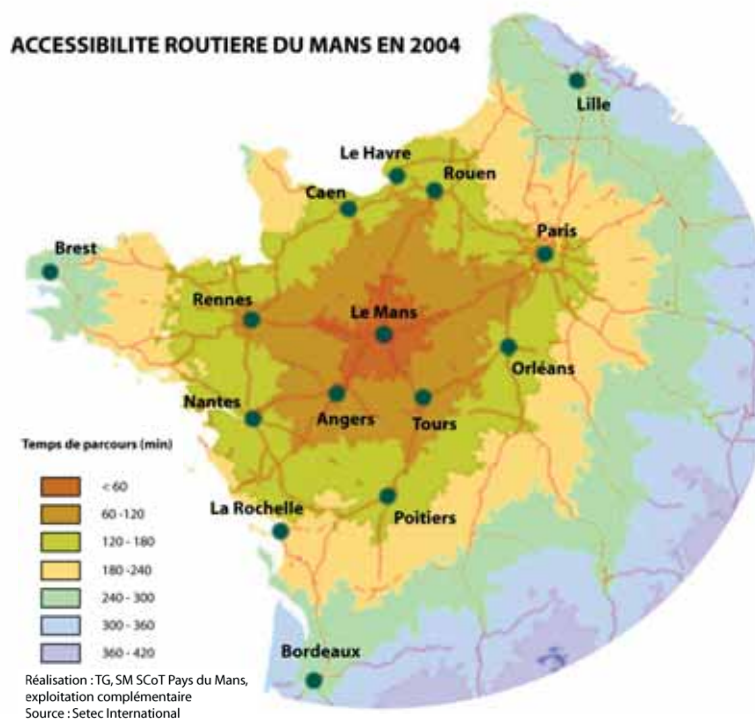 ACCESSIBILITE ROUTIERE DU MANS EN 2004
Lille
Le Havre
Rouen
Caen
Paris
Brest
Rennes
Le Mans
Orléans
Nantes
Angers
Tours
Temps de parcours (min)
< 60
60 -120
120 - 180
180 -240
240 - 300
300 - 360
360 - 420
La Rochelle
Poitiers
Bordeaux
Réalisation : TG, SM SCoT Pays du Mans,
exploitation complémentaire
Source : Setec International